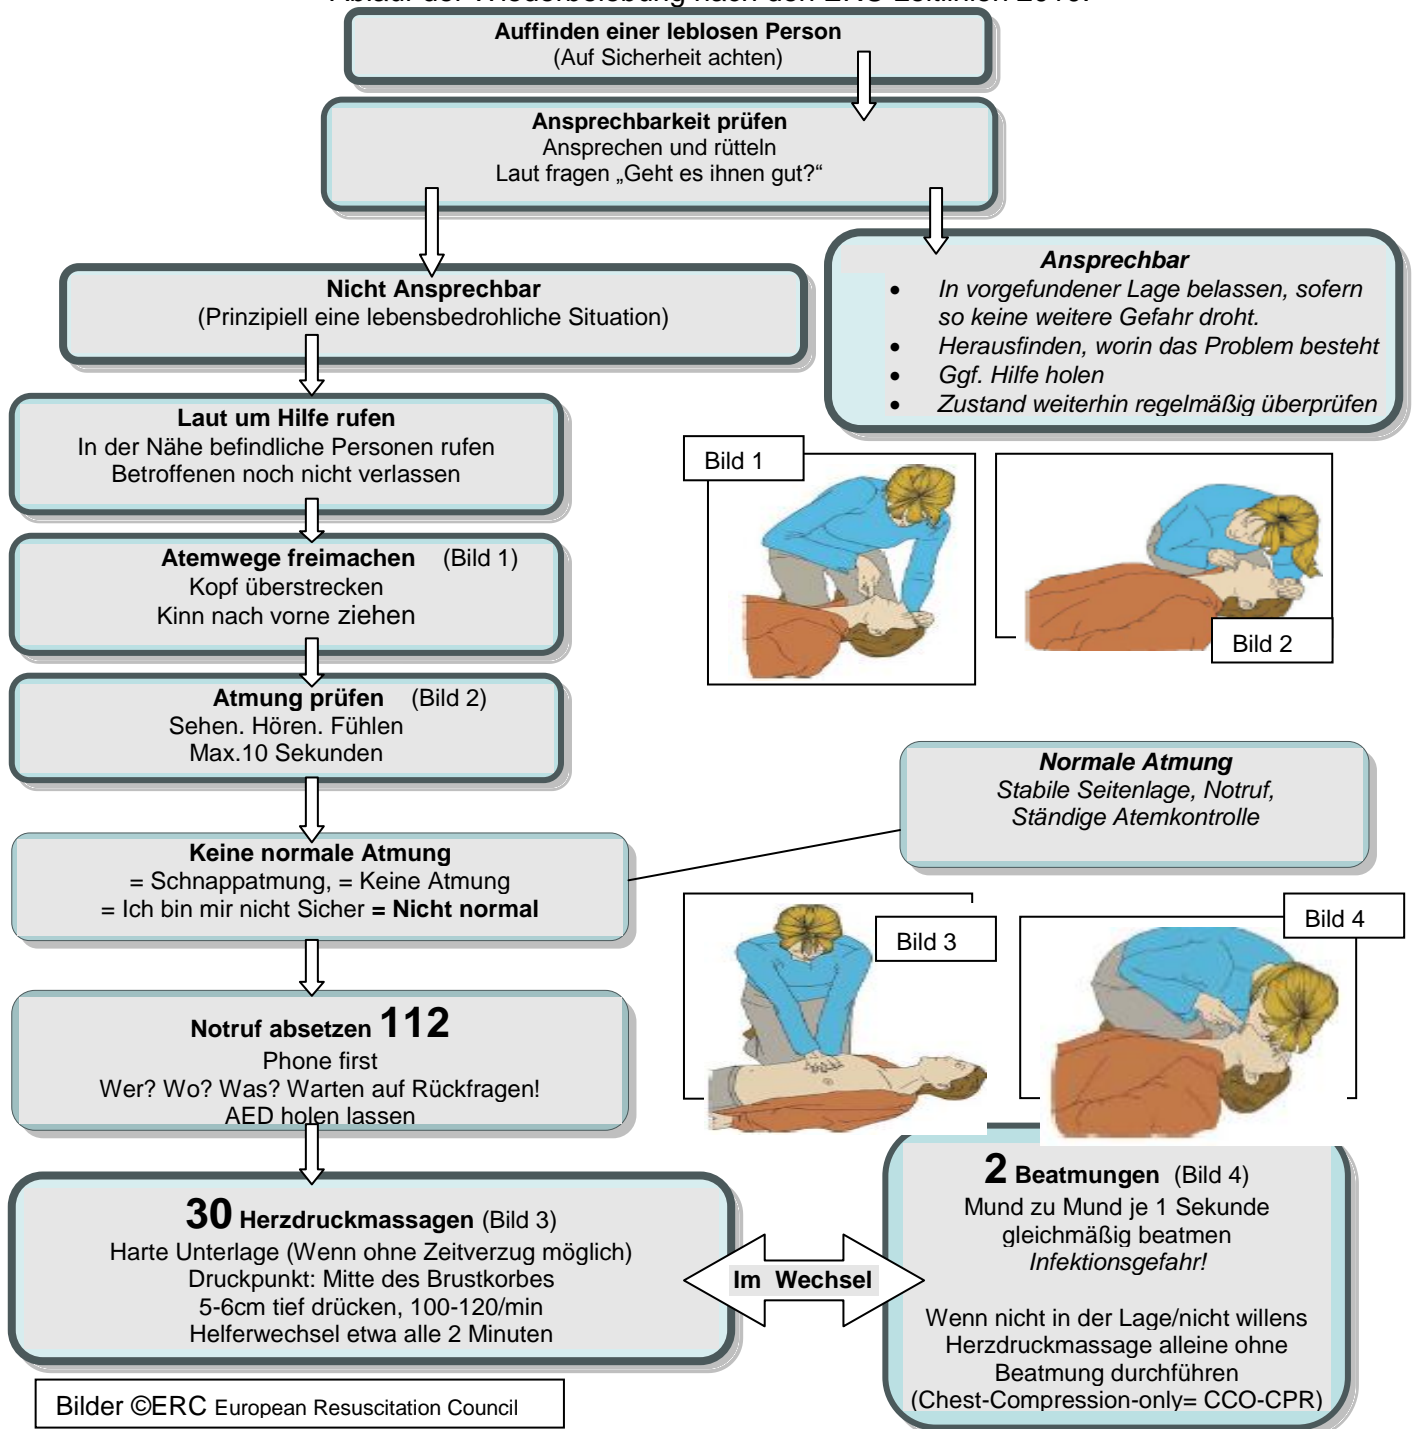 Ablauf der Wiederbelebung nach den ERC Leitlinien 2010:
Auffinden einer leblosen Person
(Auf Sicherheit achten)
Ansprechbarkeit prüfen
Ansprechen und rütteln
Laut fragen „Geht es ihnen gut?“
Nicht Ansprechbar
(Prinzipiell eine lebensbedrohliche Situation)
Ansprechbar
• In vorgefundener Lage belassen, sofern
so keine weitere Gefahr droht.
• Herausfinden, worin das Problem besteht
• Ggf. Hilfe holen
• Zustand weiterhin regelmäßig überprüfen
Laut um Hilfe rufen
In der Nähe befindliche Personen rufen
Betroffenen noch nicht verlassen
Bild 1
Bild 2
Atemwege freimachen (Bild 1)
Kopf überstrecken
Kinn nach vorne ziehen
Atmung prüfen (Bild 2)
Sehen. Hören. Fühlen
Max.10 Sekunden
Normale Atmung
Stabile Seitenlage, Notruf,
Ständige Atemkontrolle
Keine normale Atmung
= Schnappatmung, = Keine Atmung
= Ich bin mir nicht Sicher = Nicht normal
Bild 3
Bild 4
Notruf absetzen 112
Phone first
Wer? Wo? Was? Warten auf Rückfragen!
AED holen lassen
30 Herzdruckmassagen (Bild 3)
Harte Unterlage (Wenn ohne Zeitverzug möglich)
Druckpunkt: Mitte des Brustkorbes
5-6cm tief drücken, 100-120/min
Helferwechsel etwa alle 2 Minuten
Im Wechsel
2 Beatmungen (Bild 4)
Mund zu Mund je 1 Sekunde
gleichmäßig beatmen
Infektionsgefahr!
Wenn nicht in der Lage/nicht willens
Herzdruckmassage alleine ohne
Beatmung durchführen
(Chest-Compression-only= CCO-CPR)
Bilder ©ERC European Resuscitation Council